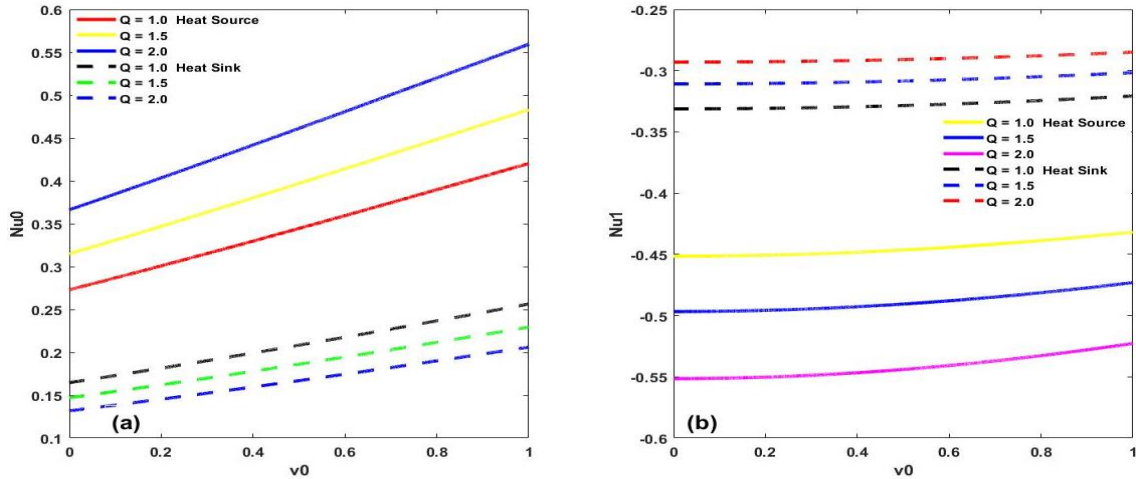 0.6
0.55
0.5
0.45
0.4
0.35
0.3
0.25
0.2
0.15
0.1
Nu0
Q = 1.0 Heat Source
Q = 1.5
Q = 2.0
Q = 1.0 Heat Sink
Q = 1.5
Q = 2.0
(a)
0 0.2 0.4 0.6 0.8 1
v0
-0.25
-0.3
-0.35
-0.4
-0.45
-0.5
-0.55
-0.6
Nu1
Q = 1.0 Heat Source
Q = 1.5
Q = 2.0
Q = 1.0 Heat Sink
Q = 1.5
Q = 2.0
(b)
0 0.2 0.4 0.6 0.8 1
v0